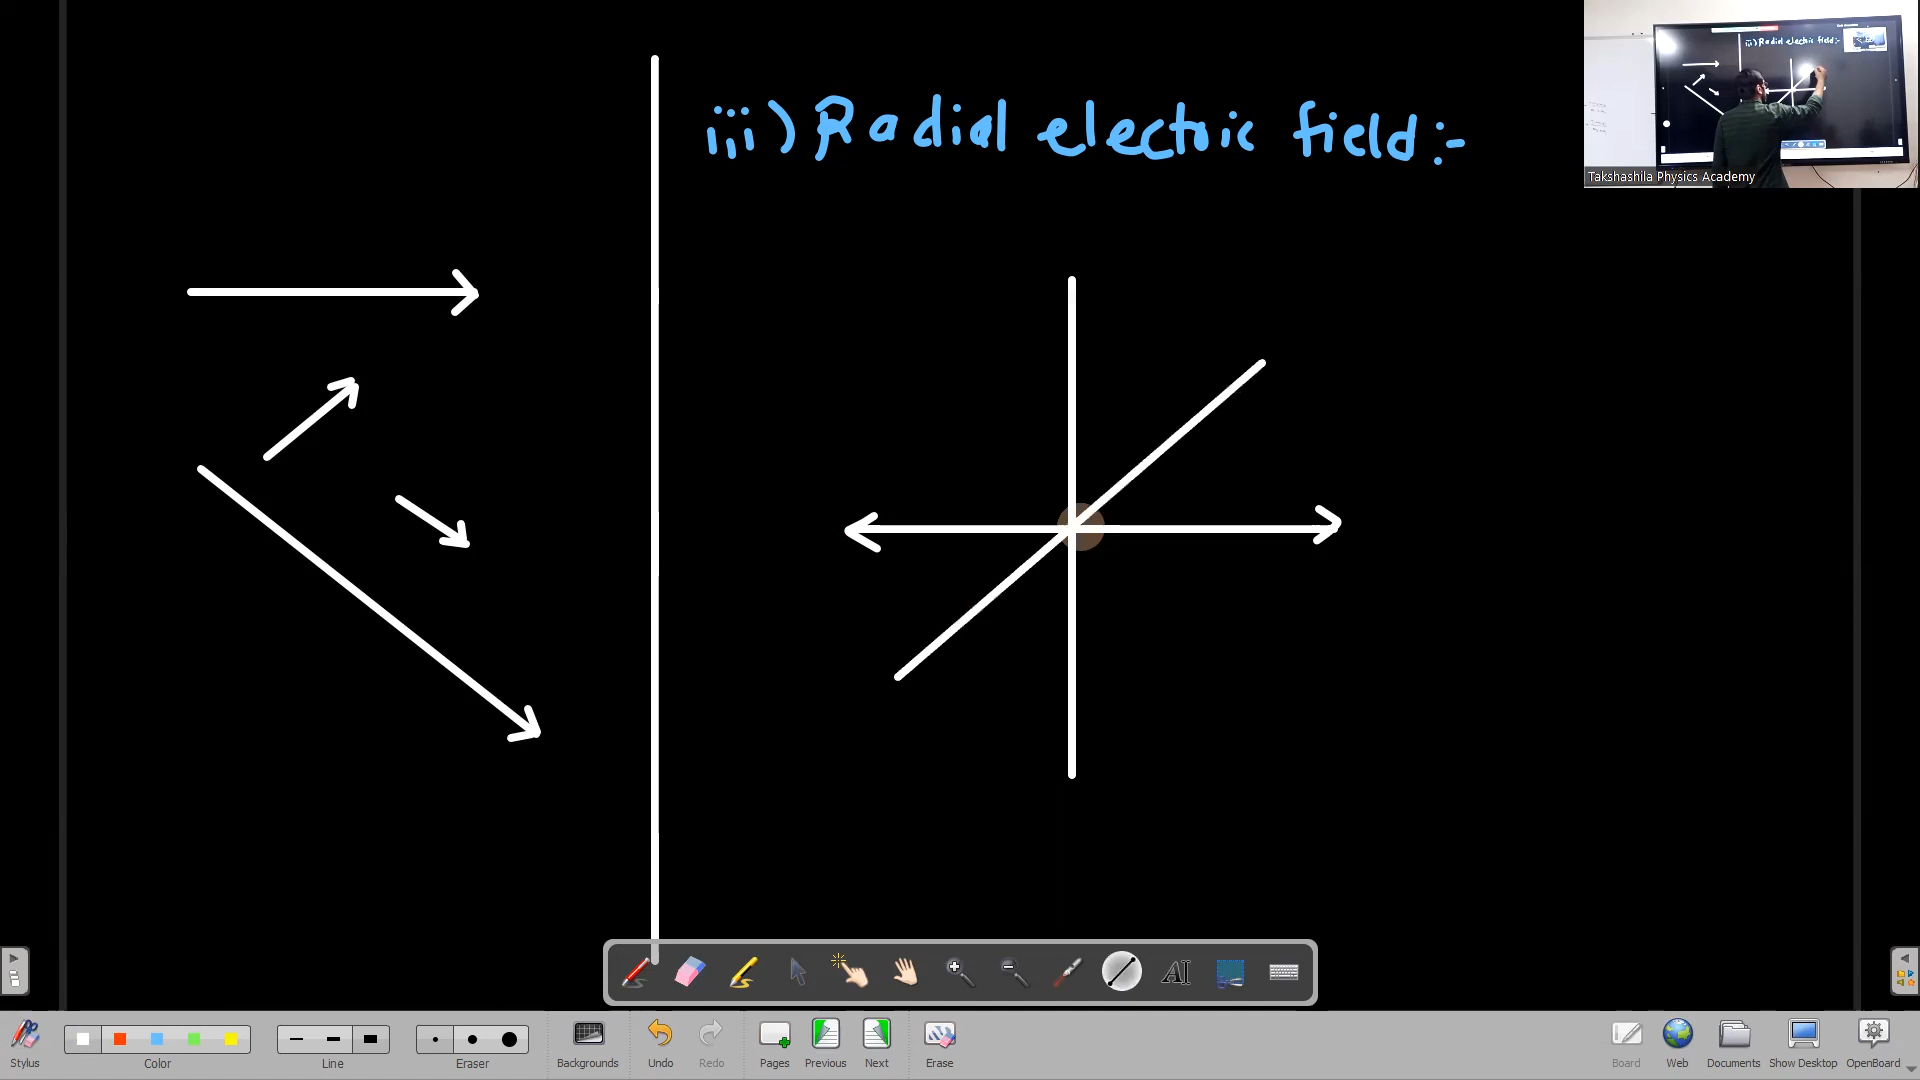 iii) Radial electric field :-
Takshashila Physics Academy
Stylus
Color
Line
Eraser
Backgrounds
Undo
Redo
Pages
Previous
Next
Erase
Board
Web
Documents
Show Desktop
OpenBoard